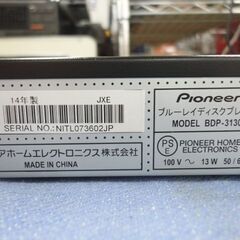 14年製 JXE
SERIAL NO.:NITL073602JP
アホームエレクトロニクス株式会社
MADE IN CHINA
Pioneer
ブルーレイディスクプレ
MODEL BDP-3130
PSE
PIONEER HOME
ELECTRONICS
100 V～ 13 W 50/6